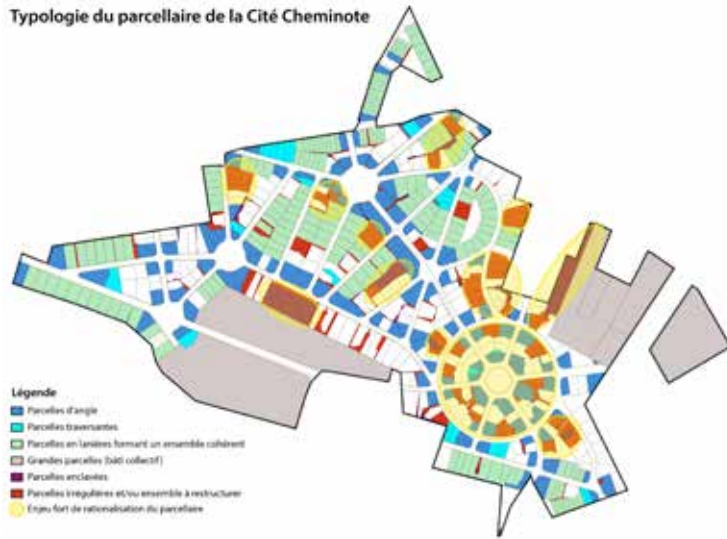 Typologie du parcellaire de la Cité Cheminote
Légende
Parcelles d'angle
Parcelles traversantes
Parcelles en lanières formant un ensemble cohérent
Grandes parcelles (bâti collectif)
Parcelles enclavées
Parcelles irrégulières et/ou ensemble à restructurer
Enjeu fort de rationalisation du parcellaire